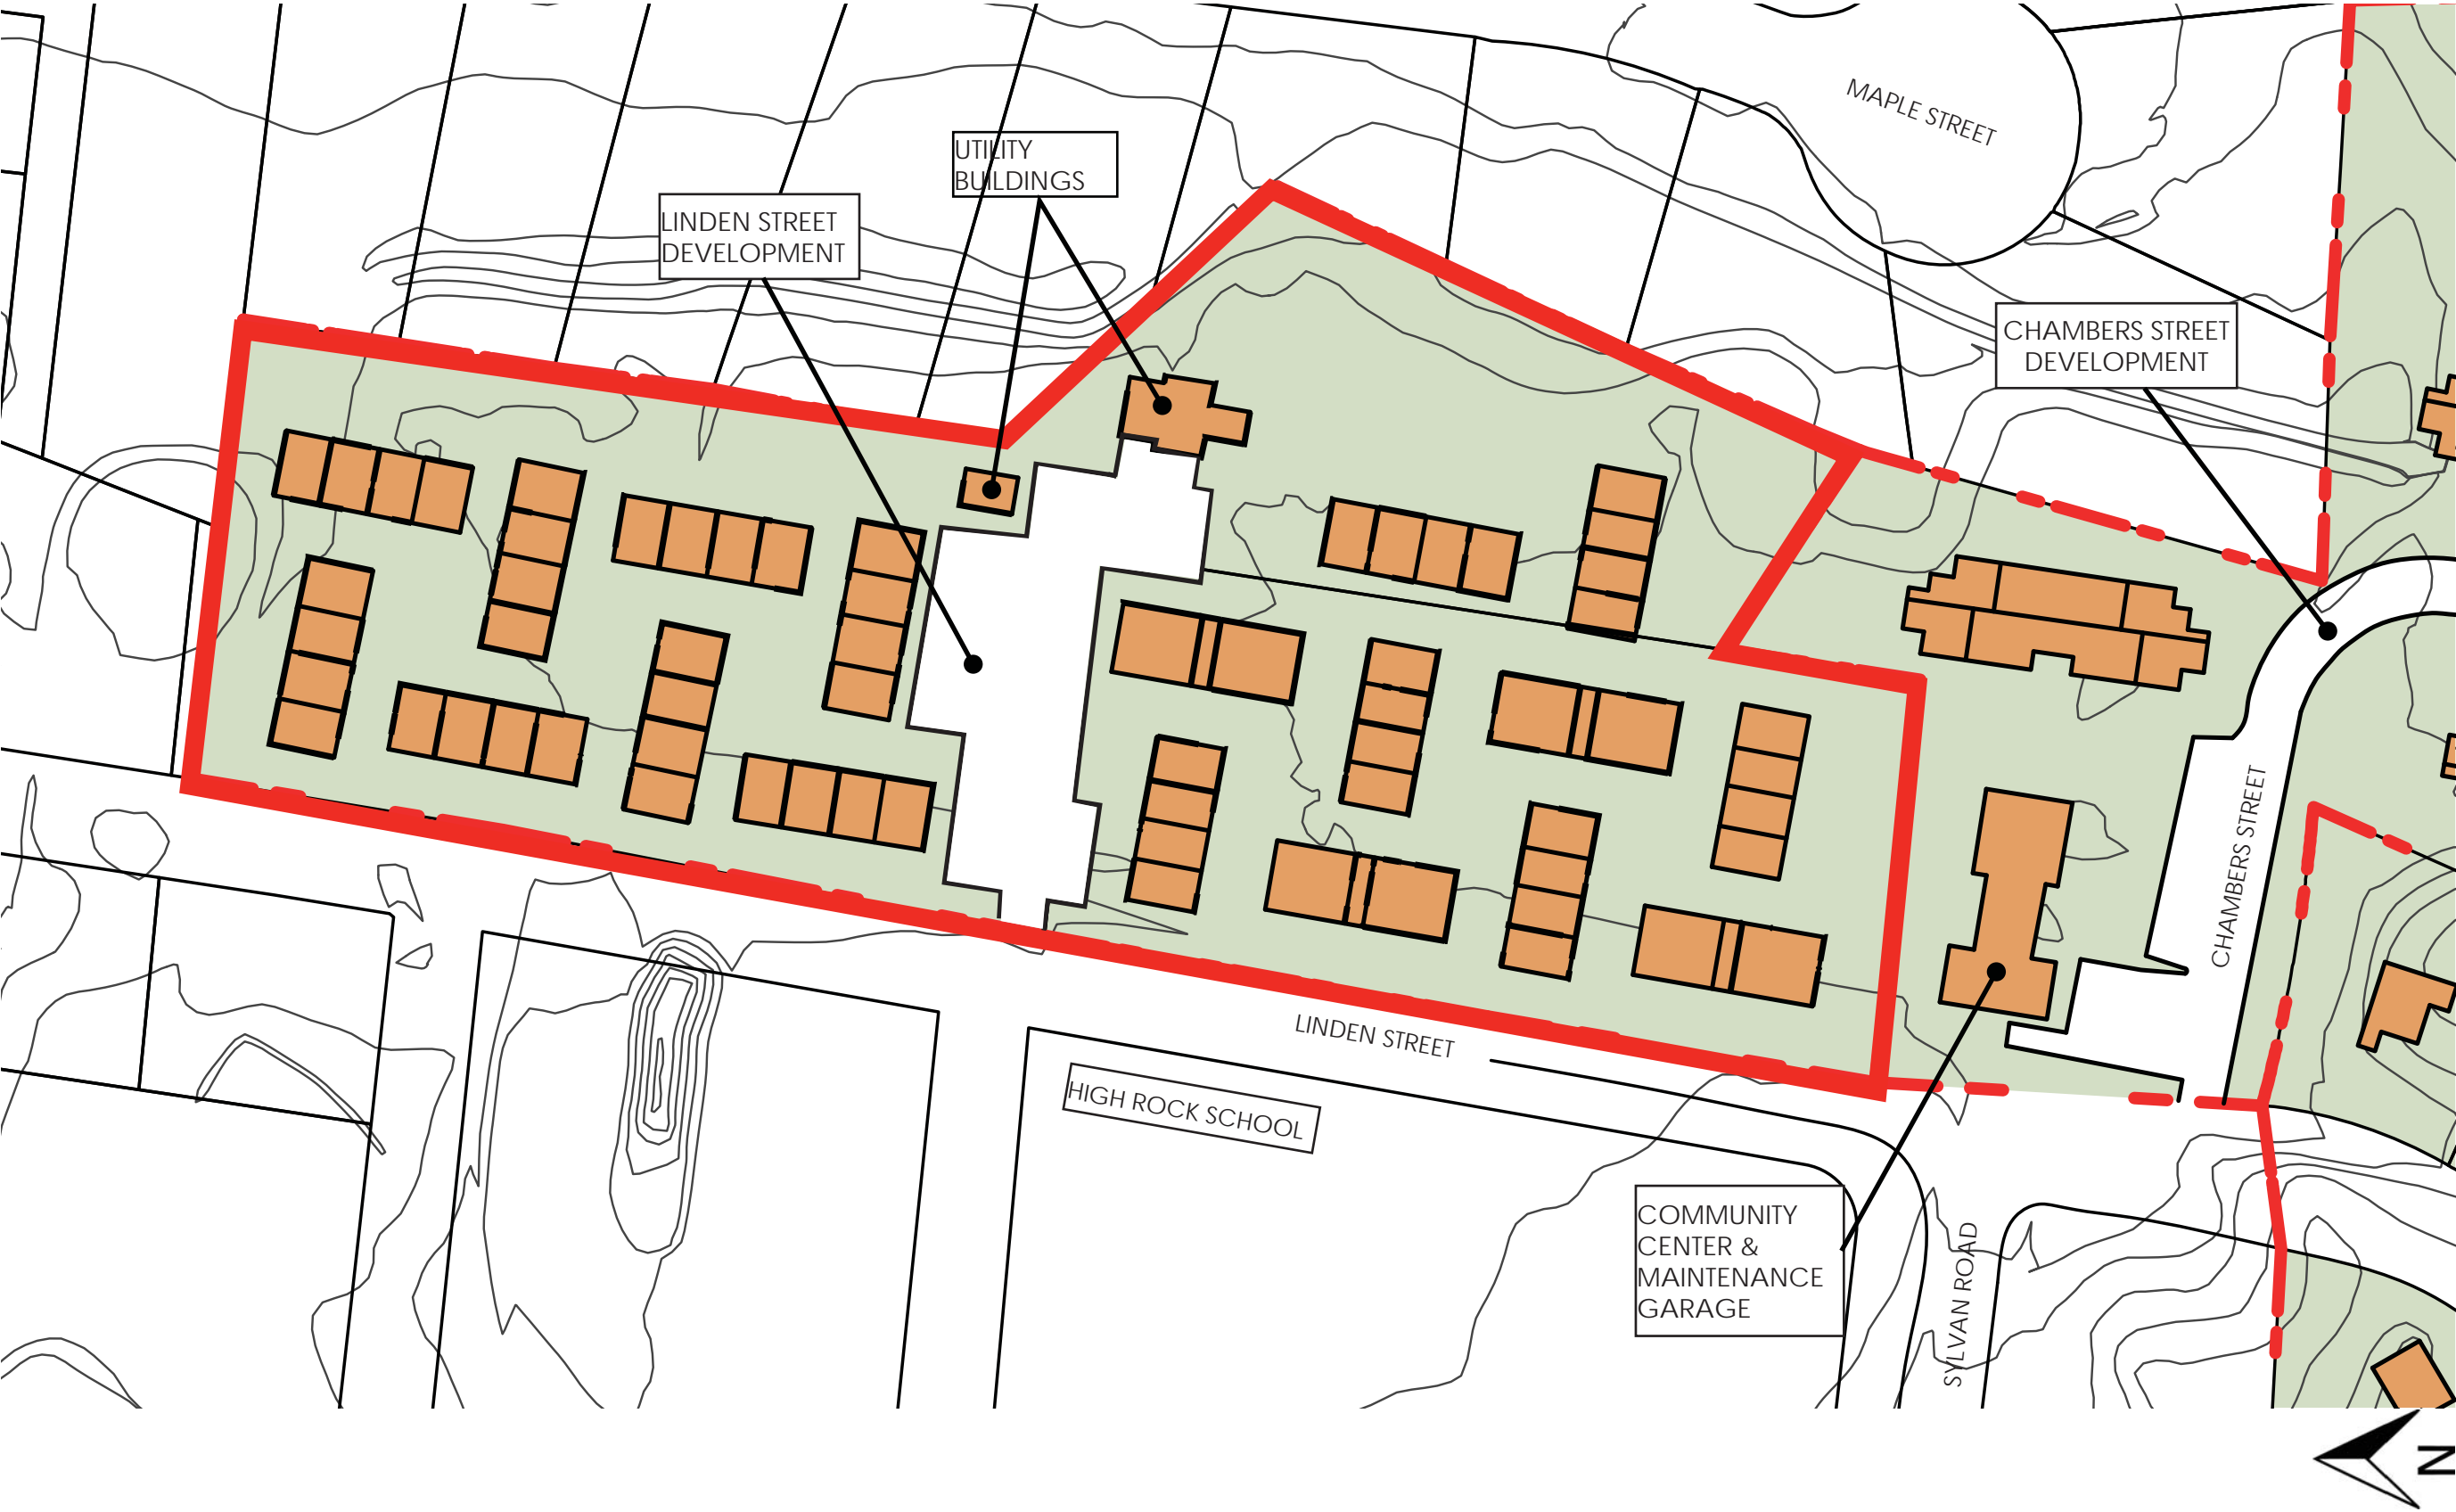 MAPLE STREET
UTILITY
BUILDINGS
LINDEN STREET
DEVELOPMENT
CHAMBERS STREET
DEVELOPMENT
CHAMBERS STREET
LINDEN STREET
HIGH ROCK SCHOOL
COMMUNITY
CENTER &
MAINTENANCE
GARAGE
SYLVAN ROAD
N